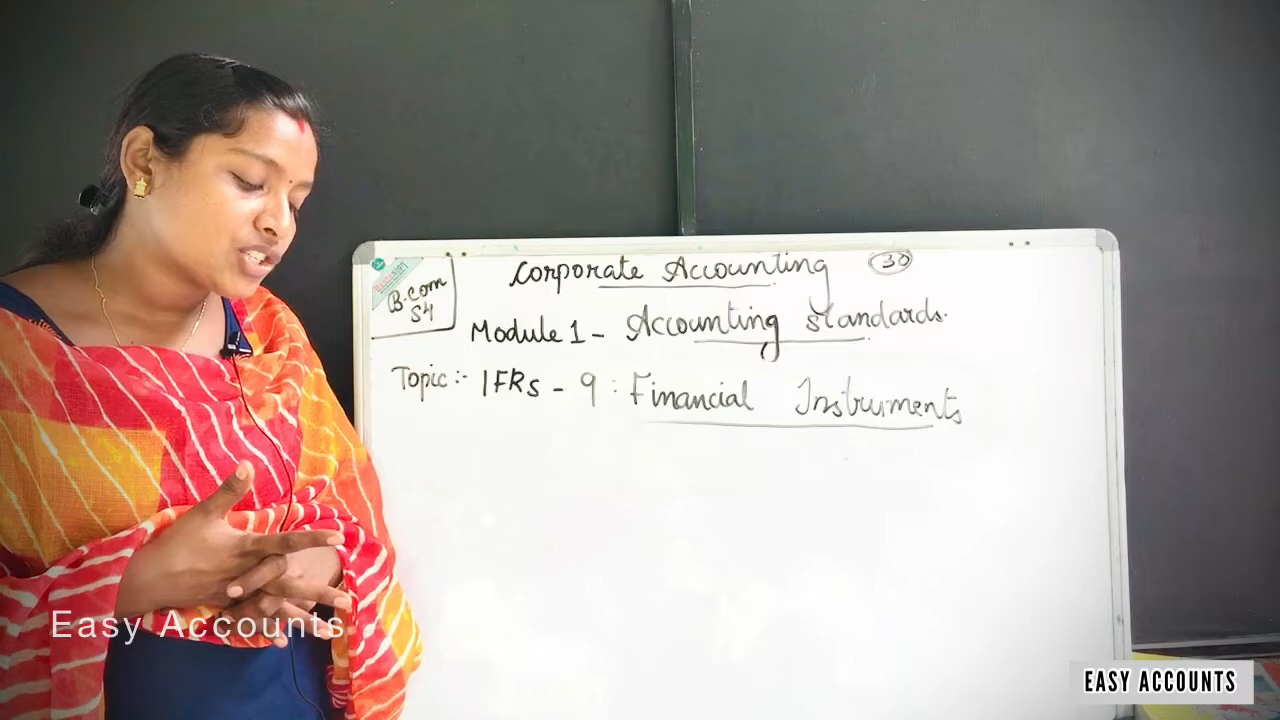 Corporate Accounting 30
B.com
S4
Module 1 - Accounting standards.
Topic :- IFRS - 9 : Financial Instruments
Easy Accounts
EASY ACCOUNTS